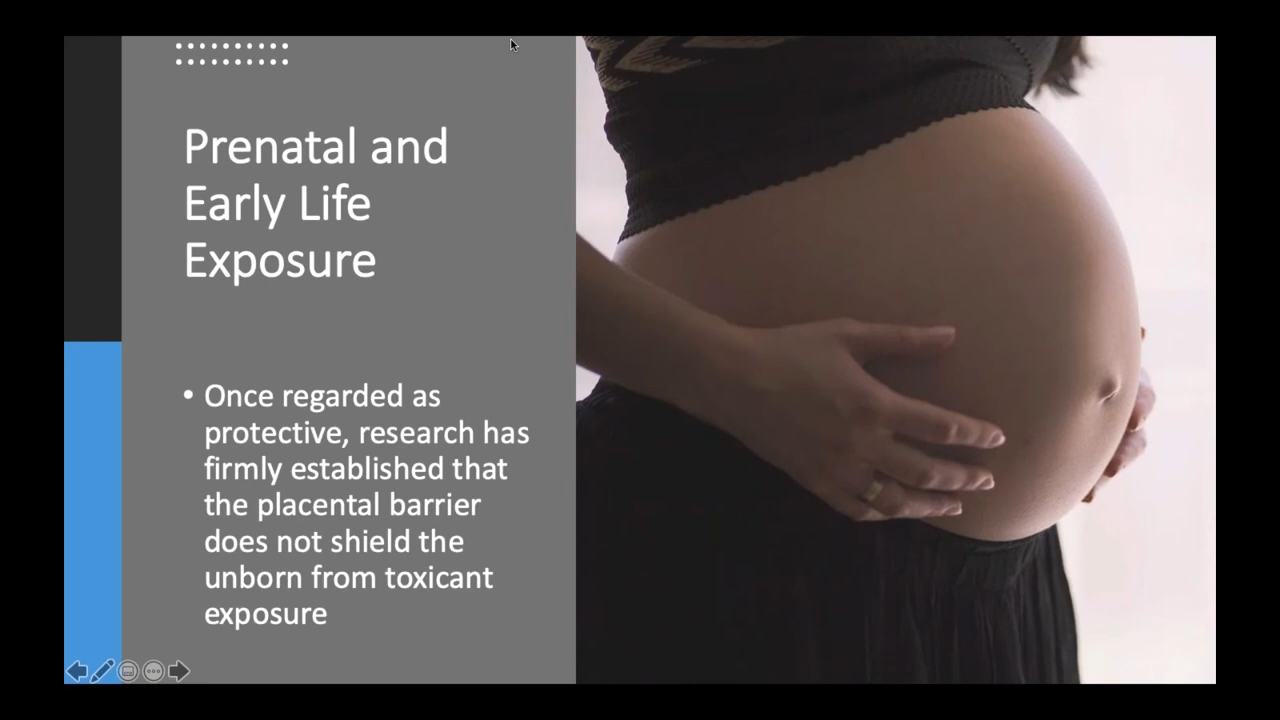 Prenatal and
Early Life
Exposure
• Once regarded as
protective, research has
firmly established that
the placental barrier
does not shield the
unborn from toxicant
exposure